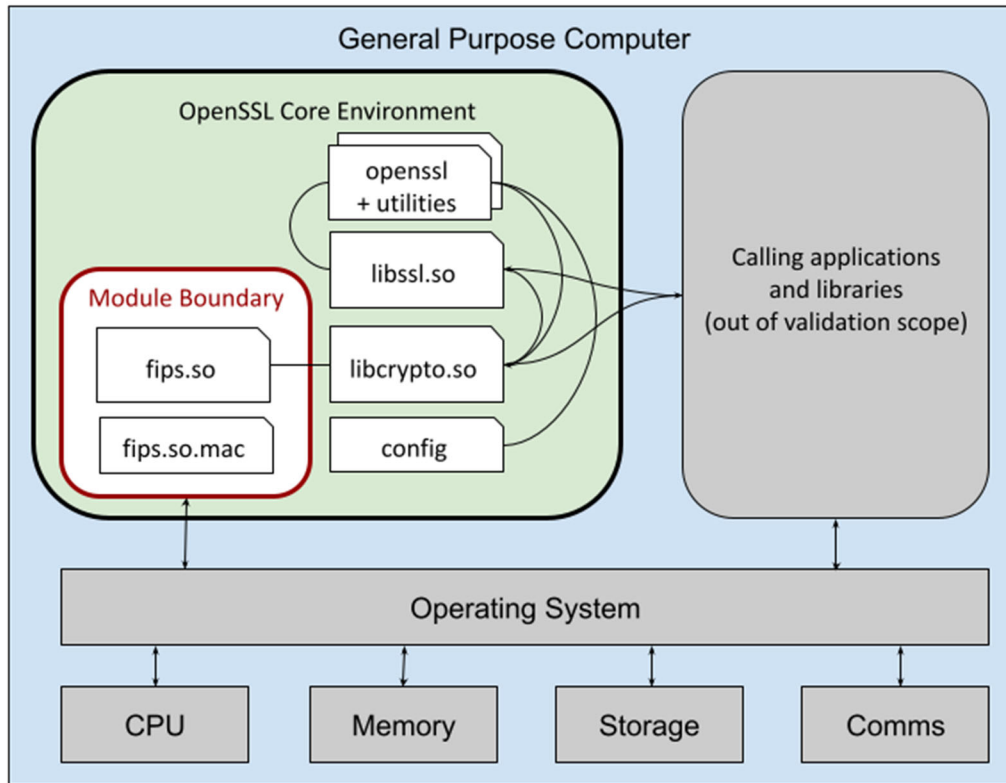 General Purpose Computer
OpenSSL Core Environment
openssl
+ utilities
libssl.so
Module Boundary
fips.so
libcrypto.so
fips.so.mac
config
Calling applications
and libraries
(out of validation scope)
Operating System
CPU
Memory
Storage
Comms